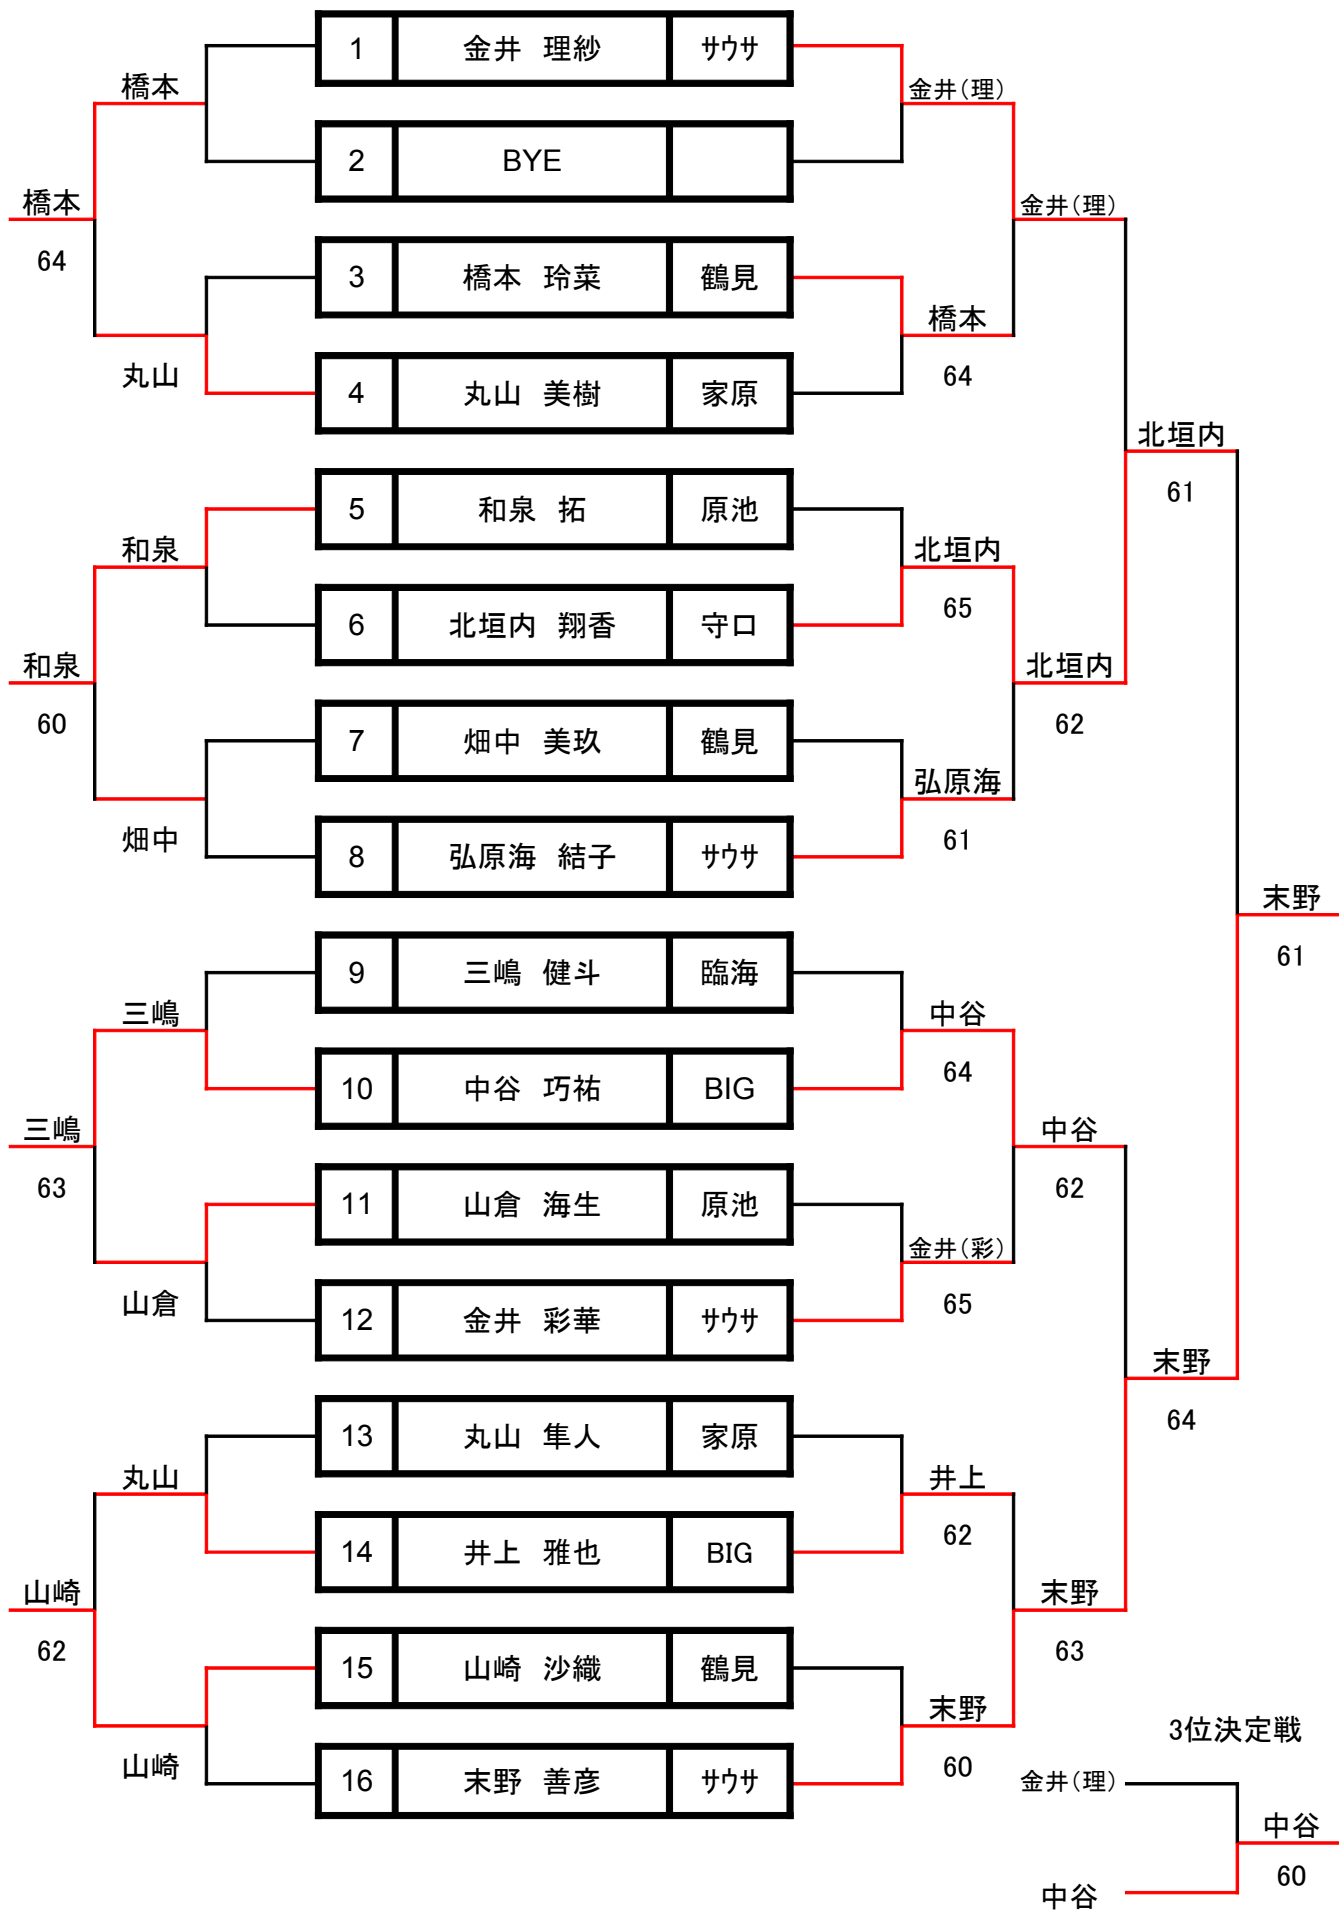 1 金井 理紗 ｻｳｻ
橋本
金井（理）
2 BYE
橋本
金井（理）
64
3 橋本 玲菜 鶴見
橋本
丸山
64
4 丸山 美樹 家原
北垣内
61
5 和泉 拓 原池
和泉
北垣内
65
6 北垣内 翔香 守口
和泉
北垣内
60
62
7 畑中 美玖 鶴見
弘原海
畑中
61
8 弘原海 結子 ｻｳｻ
末野
61
9 三嶋 健斗 臨海
三嶋
中谷
64
10 中谷 巧祐 BIG
三嶋
中谷
63
62
11 山倉 海生 原池
金井（彩）
山倉
65
12 金井 彩華 ｻｳｻ
末野
64
13 丸山 隼人 家原
丸山
井上
62
14 井上 雅也 BIG
山崎
末野
62
63
15 山崎 沙織 鶴見
末野
3位決定戦
山崎
60
16 末野 善彦 ｻｳｻ
金井（理）
中谷
60
中谷